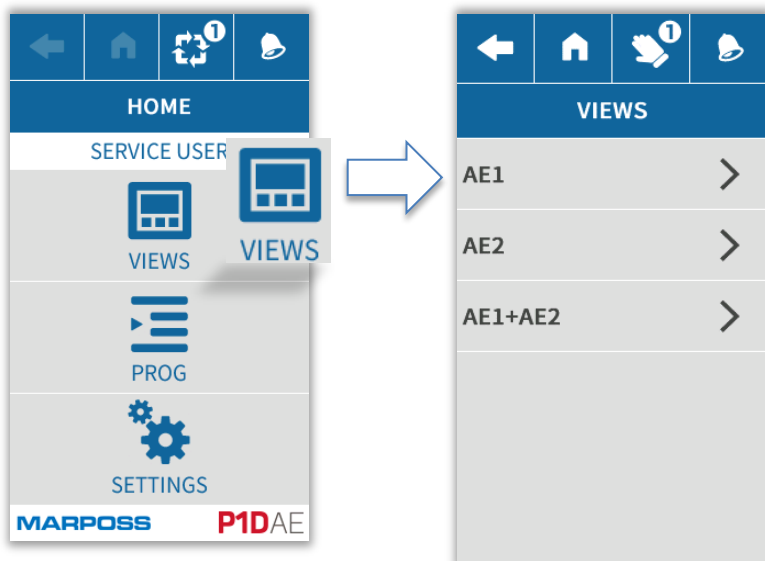 1
HOME
SERVICE USER
VIEWS
VIEWS
PROG
SETTINGS
MARPOSS P1DAE
1
VIEWS
AE1
AE2
AE1+AE2